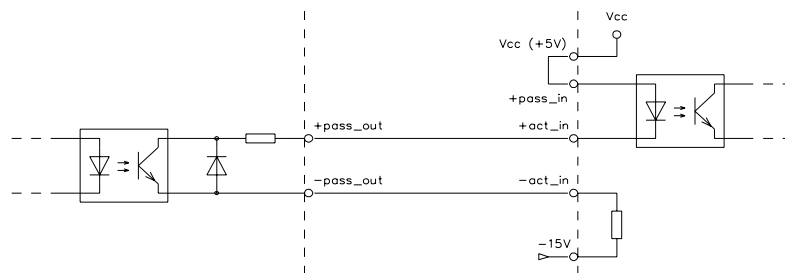 Vcc
Vcc (+5V)
+pass_in
+pass_out
+act_in
-pass_out
-act_in
-15V